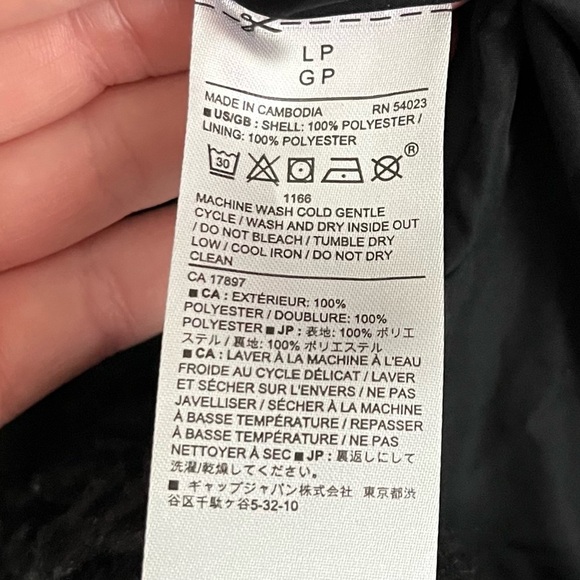 LP
GP
MADE IN CAMBODIA RN 54023
■ US/GB : SHELL: 100% POLYESTER /
LINING: 100% POLYESTER
30
®
1166
MACHINE WASH COLD GENTLE
CYCLE / WASH AND DRY INSIDE OUT
/ DO NOT BLEACH / TUMBLE DRY
LOW / COOL IRON / DO NOT DRY
CLEAN
CA 17897
■ CA : EXTÉRIEUR: 100%
POLYESTER / DOUBLURE: 100%
POLYESTER ■ JP : 表地: 100% ポリエ
ステル / 裏地: 100% ポリエステル
■ CA : LAVER À LA MACHINE À L'EAU
FROIDE AU CYCLE DÉLICAT / LAVER
ET SÉCHER SUR L'ENVERS / NE PAS
JAVELLISER / SÉCHER À LA MACHINE
À BASSE TEMPÉRATURE / REPASSER
À BASSE TEMPÉRATURE / NE PAS
NETTOYER À SEC ■ JP : 裏返しにして
洗濯/乾燥してください。
■ ギャップジャパン株式会社 東京都渋
谷区千駄ヶ谷5-32-10